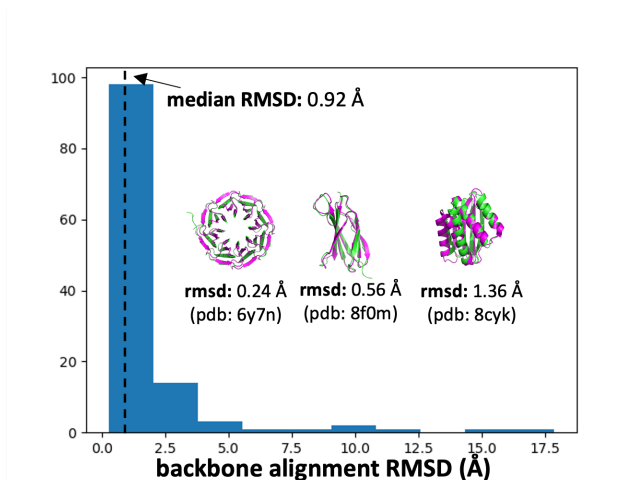 100
median RMSD: 0.92 Å
80
60
rmsd: 0.24 Å
(pdb: 6y7n)
rmsd: 0.56 Å
(pdb: 8f0m)
rmsd: 1.36 Å
(pdb: 8cyk)
40
20
0
0.0 2.5 5.0 7.5 10.0 12.5 15.0 17.5
backbone alignment RMSD (Å)